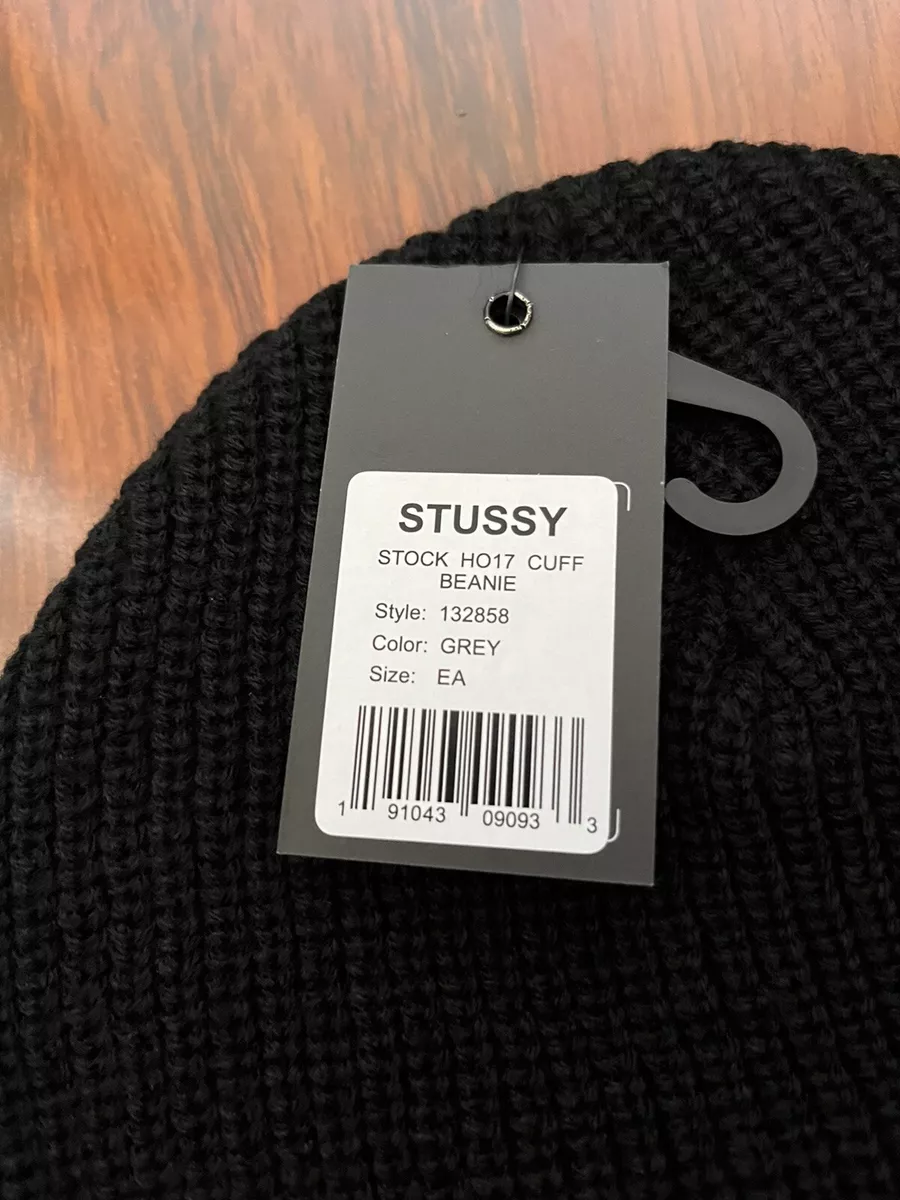 STUSSY
STOCK HO17 CUFF
BEANIE
Style: 132858
Color: GREY
Size: EA
1 91043 09093 3